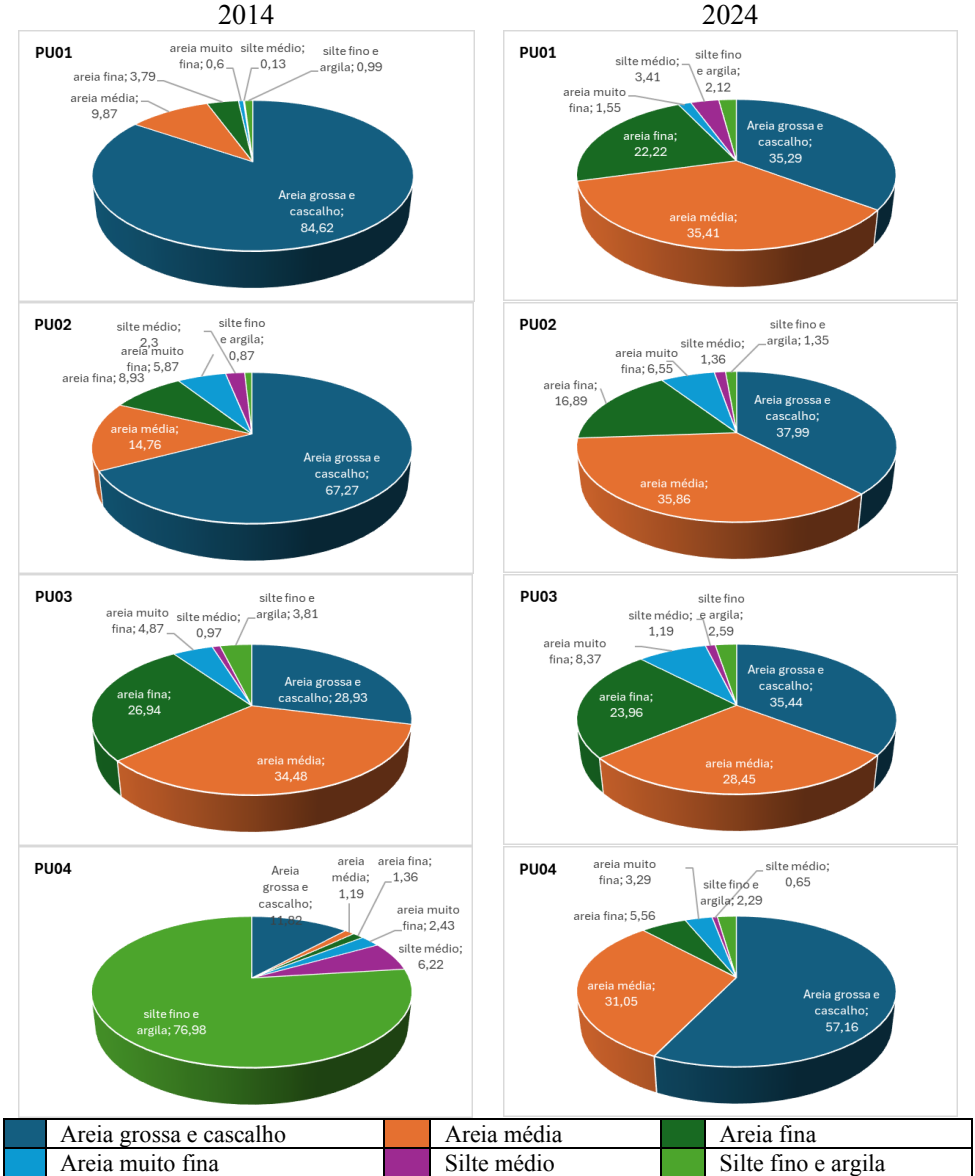 2014
2024
PU01
areia muito
fina; 0,6
silte médio;
0,13
silte fino e
argila; 0,99
areia fina; 3,79
areia média;
9,87
Areia grossa e
cascalho;
84,62
PU01
silte médio;
3,41
silte fino
e argila;
2,12
areia muito
fina; 1,55
areia fina;
22,22
Areia grossa e
cascalho;
35,29
areia média;
35,41
PU02
silte médio;
2,3
silte fino
e argila;
0,87
areia muito
fina; 5,87
areia fina; 8,93
areia média;
14,76
Areia grossa e
cascalho;
67,27
PU02
silte fino e
argila; 1,35
silte médio;
1,36
areia muito
fina; 6,55
areia fina;
16,89
Areia grossa e
cascalho;
37,99
areia média;
35,86
PU03
silte fino e
argila; 3,81
areia muito
fina; 4,87
silte médio;
0,97
areia fina;
26,94
Areia grossa e
cascalho; 28,93
areia média;
34,48
PU03
silte fino
e argila;
2,59
silte médio;
1,19
areia muito
fina; 8,37
areia fina;
23,96
Areia grossa e
cascalho;
35,44
areia média;
28,45
PU04
Areia
grossa e
cascalho;
11,82
areia
média;
1,19
areia fina;
1,36
areia muito
fina; 2,43
silte médio;
6,22
silte fino e
argila; 76,98
PU04
areia muito
fina; 3,29
silte médio;
0,65
silte fino e
argila; 2,29
areia fina; 5,56
areia média;
31,05
Areia grossa e
cascalho;
57,16
Areia grossa e cascalho
Areia média
Areia fina
Areia muito fina
Silte médio
Silte fino e argila